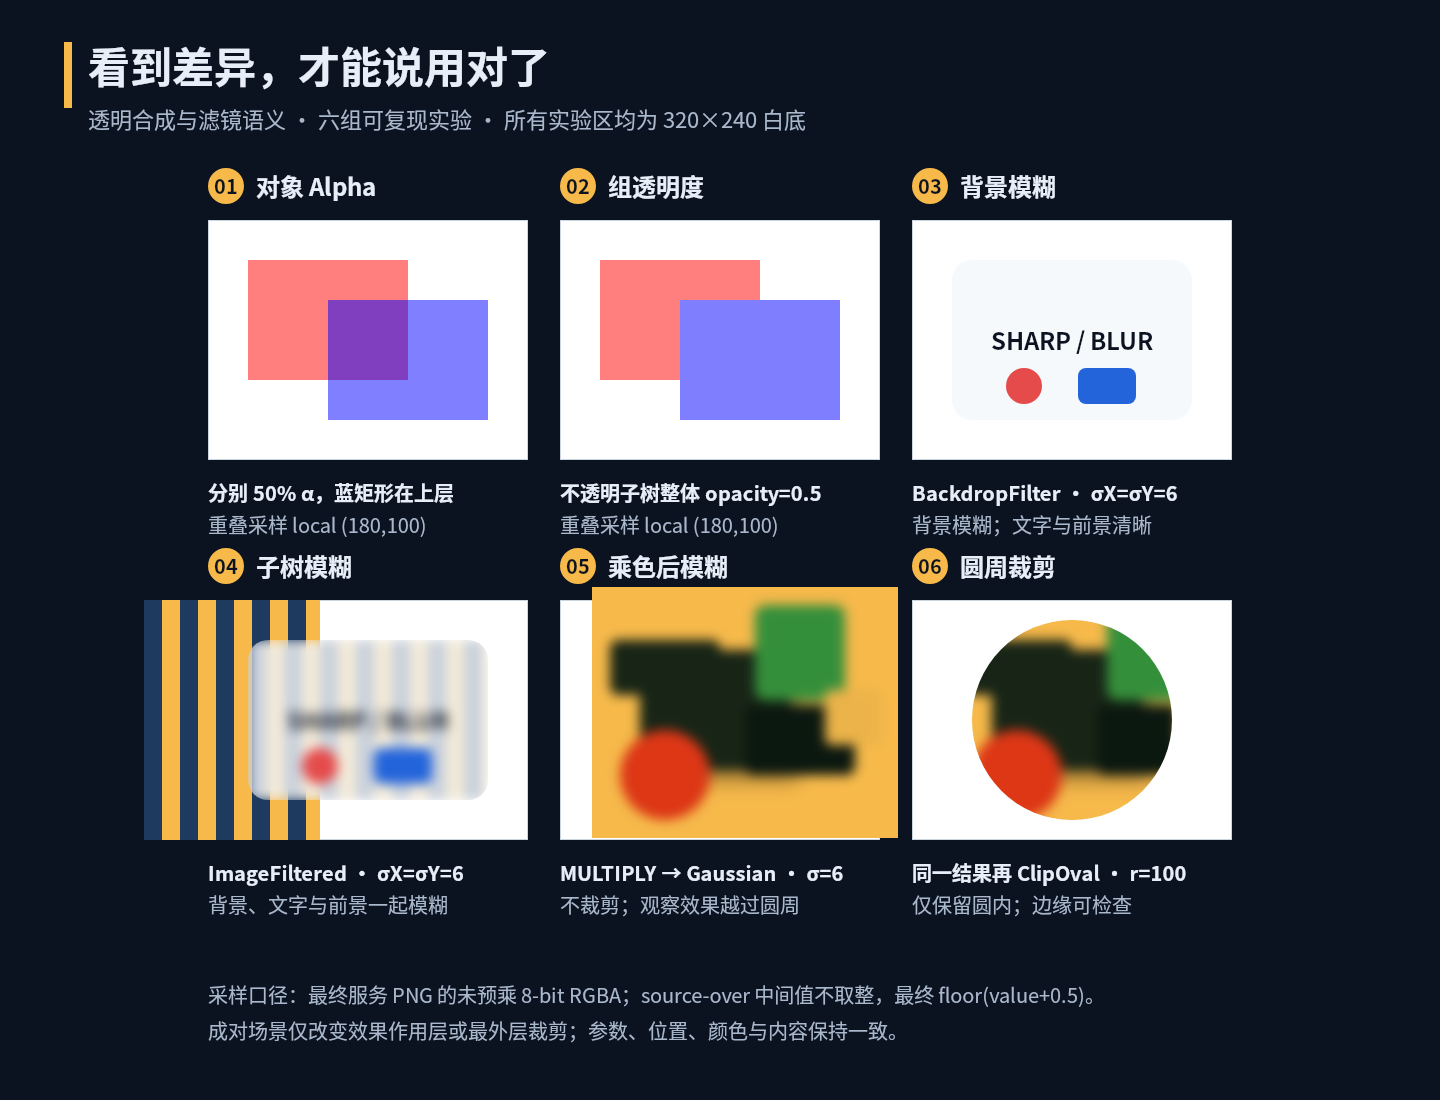 看到差异，才能说用对了
透明合成与滤镜语义 • 六组可复现实验 • 所有实验区均为 320×240 白底
01 对象 Alpha
02 组透明度
03 背景模糊
SHARP / BLUR
分别 50% α，蓝矩形在上层
重叠采样 local (180,100)
不透明子树整体 opacity=0.5
重叠采样 local (180,100)
BackdropFilter • σX=σY=6
背景模糊；文字与前景清晰
04 子树模糊
05 乘色后模糊
06 圆周裁剪
SHARP / BLUR
ImageFiltered • σX=σY=6
背景、文字与前景一起模糊
MULTIPLY → Gaussian • σ=6
不裁剪；观察效果越过圆周
同一结果再 ClipOval • r=100
仅保留圆内；边缘可检查
采样口径：最终服务 PNG 的未预乘 8-bit RGBA；source-over 中间值不取整，最终 floor(value+0.5)。
成对场景仅改变效果作用层或最外层裁剪；参数、位置、颜色与内容保持一致。